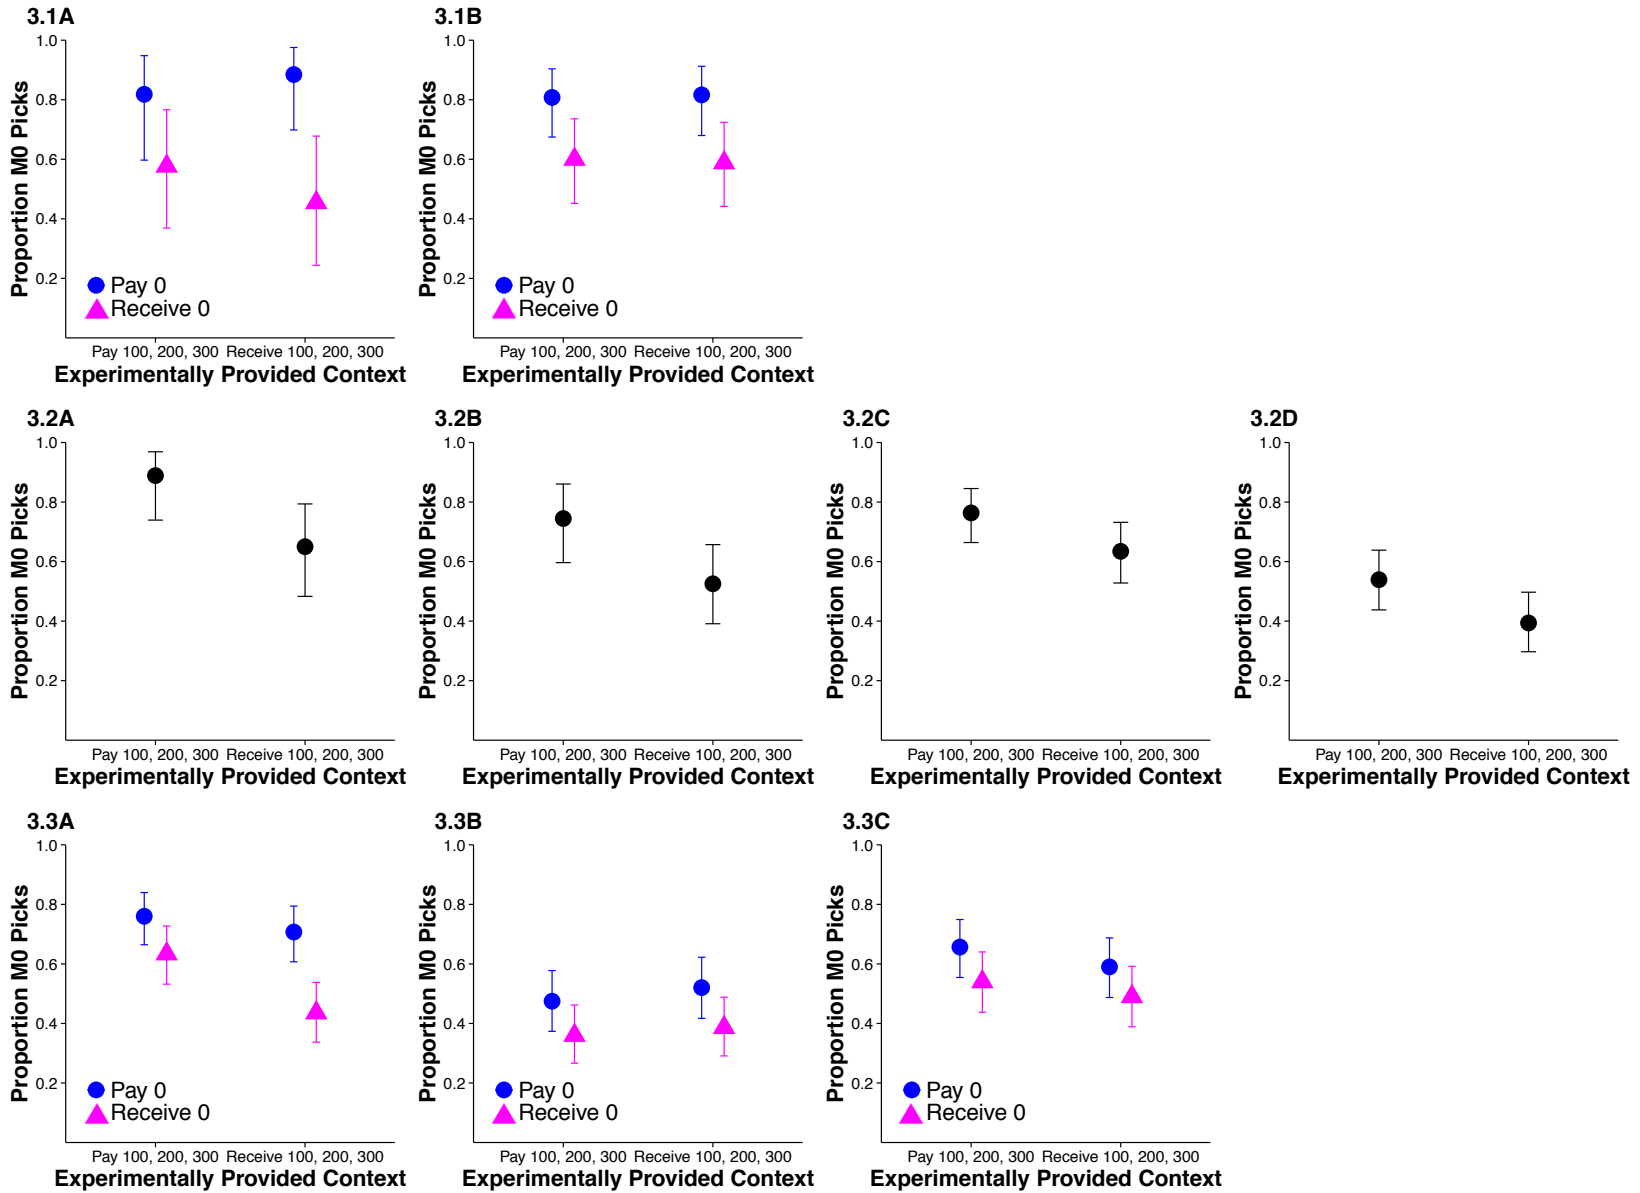 3.1A
Proportion M0 Picks
1.0
0.8
0.6
0.4
0.2
Pay 0
Receive 0
Pay 100, 200, 300 Receive 100, 200, 300
Experimentally Provided Context
3.1B
Proportion M0 Picks
1.0
0.8
0.6
0.4
0.2
Pay 0
Receive 0
Pay 100, 200, 300 Receive 100, 200, 300
Experimentally Provided Context
3.2A
Proportion M0 Picks
1.0
0.8
0.6
0.4
0.2
Pay 100, 200, 300 Receive 100, 200, 300
Experimentally Provided Context
3.2B
Proportion M0 Picks
1.0
0.8
0.6
0.4
0.2
Pay 100, 200, 300 Receive 100, 200, 300
Experimentally Provided Context
3.2C
Proportion M0 Picks
1.0
0.8
0.6
0.4
0.2
Pay 100, 200, 300 Receive 100, 200, 300
Experimentally Provided Context
3.2D
Proportion M0 Picks
1.0
0.8
0.6
0.4
0.2
Pay 100, 200, 300 Receive 100, 200, 300
Experimentally Provided Context
3.3A
Proportion M0 Picks
1.0
0.8
0.6
0.4
0.2
Pay 0
Receive 0
Pay 100, 200, 300 Receive 100, 200, 300
Experimentally Provided Context
3.3B
Proportion M0 Picks
1.0
0.8
0.6
0.4
0.2
Pay 0
Receive 0
Pay 100, 200, 300 Receive 100, 200, 300
Experimentally Provided Context
3.3C
Proportion M0 Picks
1.0
0.8
0.6
0.4
0.2
Pay 0
Receive 0
Pay 100, 200, 300 Receive 100, 200, 300
Experimentally Provided Context